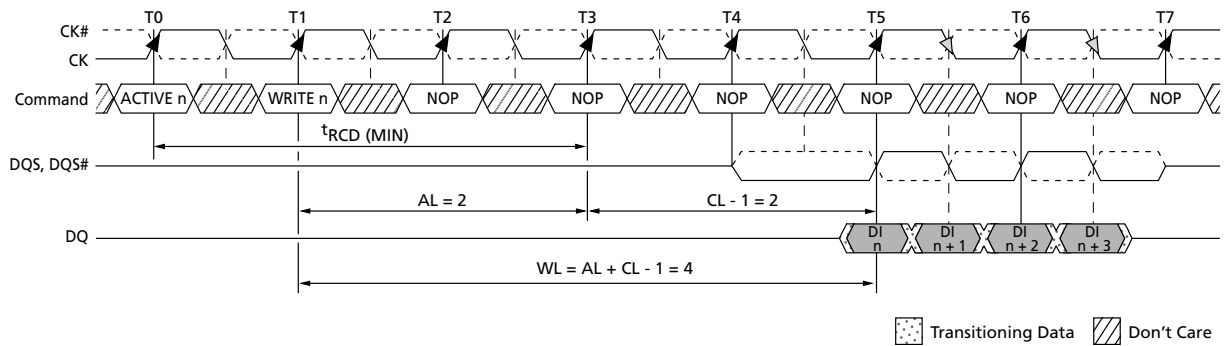 T0 T1 T2 T3 T4 T5 T6 T7
CK#
CK
Command ACTIVE n WRITE n NOP NOP NOP NOP NOP NOP
tRCD (MIN)
DQS, DQS#
AL = 2 CL - 1 = 2
DQ DI n DI n + 1 DI n + 2 DI n + 3
WL = AL + CL - 1 = 4
Transitioning Data Don't Care